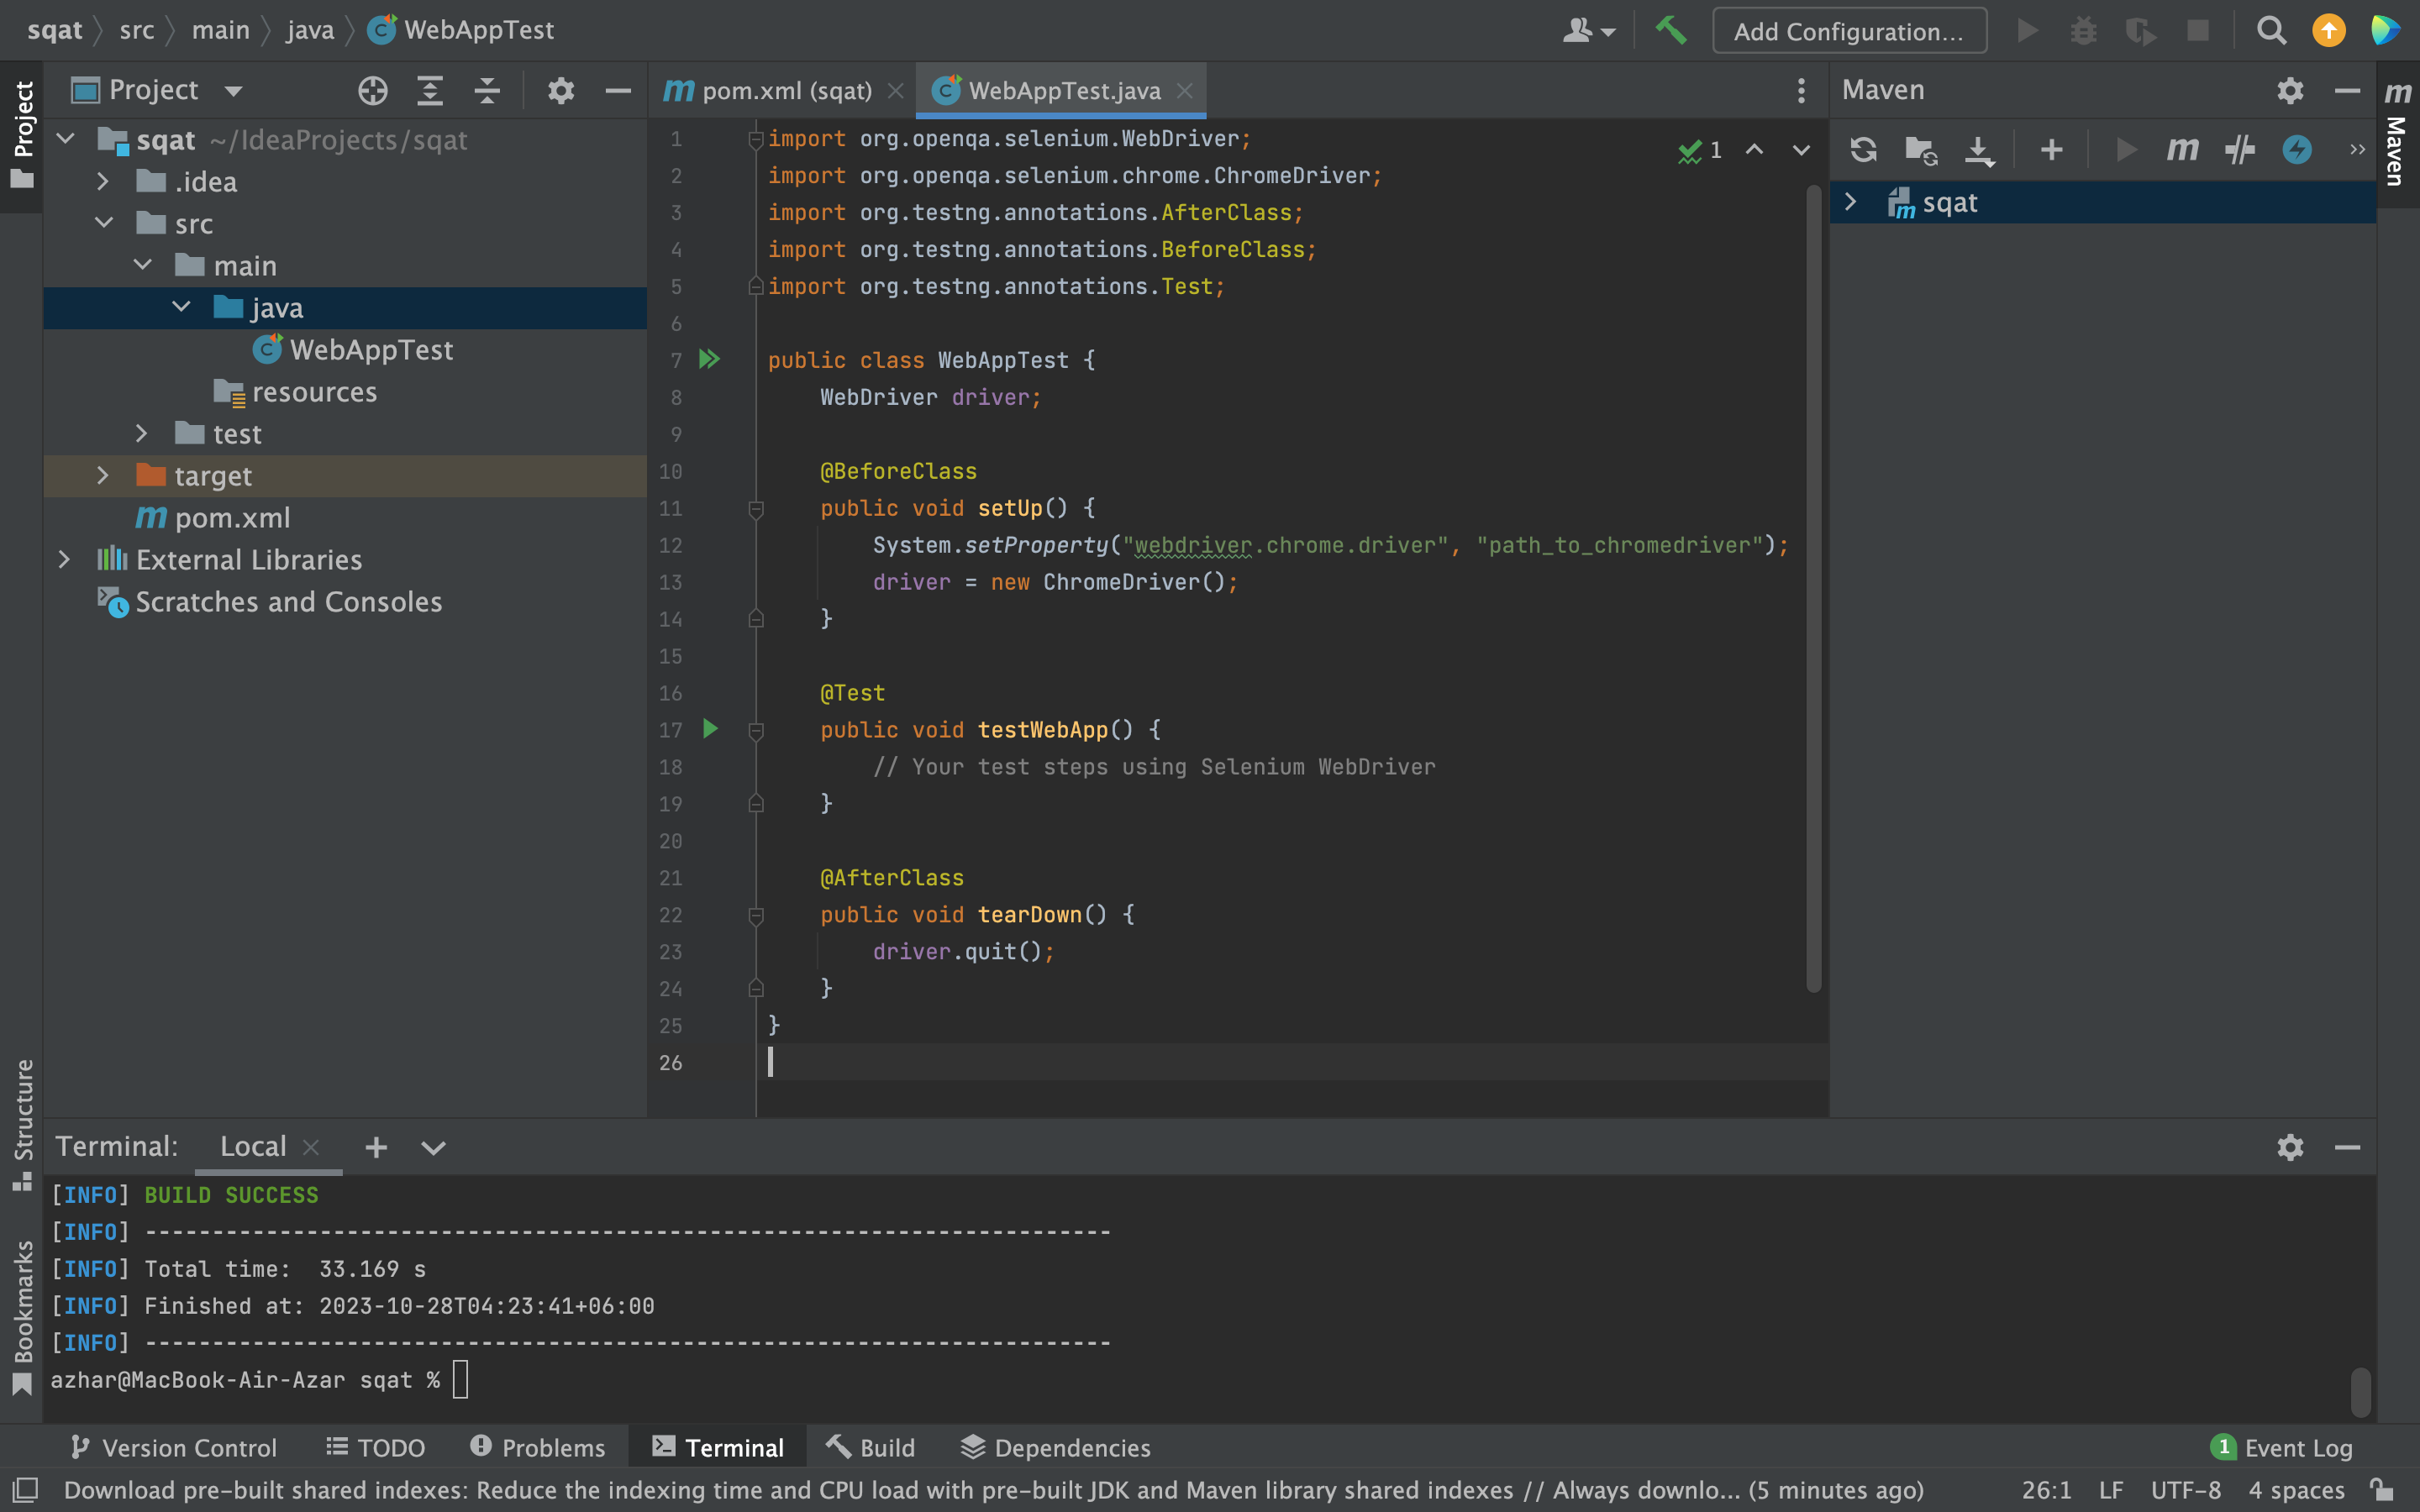 sqat src main java WebAppTest Add Configuration...
Project
Project
pom.xml (sqat) WebAppTest.java
Maven
Maven
sqat ~/IdeaProjects/sqat
.idea
src
main
java
WebAppTest
resources
test
target
pom.xml
External Libraries
Scratches and Consoles
1 import org.openqa.selenium.WebDriver;
2 import org.openqa.selenium.chrome.ChromeDriver;
3 import org.testng.annotations.AfterClass;
4 import org.testng.annotations.BeforeClass;
5 import org.testng.annotations.Test;
6
7 public class WebAppTest {
8 WebDriver driver;
9
10 @BeforeClass
11 public void setUp() {
12 System.setProperty("webdriver.chrome.driver", "path_to_chromedriver");
13 driver = new ChromeDriver();
14 }
15
16 @Test
17 public void testWebApp() {
18 // Your test steps using Selenium WebDriver
19 }
20
21 @AfterClass
22 public void tearDown() {
23 driver.quit();
24 }
25 }
26
1
sqat
Structure
Bookmarks
Terminal: Local
[INFO] BUILD SUCCESS
[INFO] ------------------------------------------------------------------------
[INFO] Total time:  33.169 s
[INFO] Finished at: 2023-10-28T04:23:41+06:00
[INFO] ------------------------------------------------------------------------
azhar@MacBook-Air-Azar sqat %
Version Control TODO Problems Terminal Build Dependencies 1 Event Log
Download pre-built shared indexes: Reduce the indexing time and CPU load with pre-built JDK and Maven library shared indexes // Always downlo... (5 minutes ago) 26:1 LF UTF-8 4 spaces